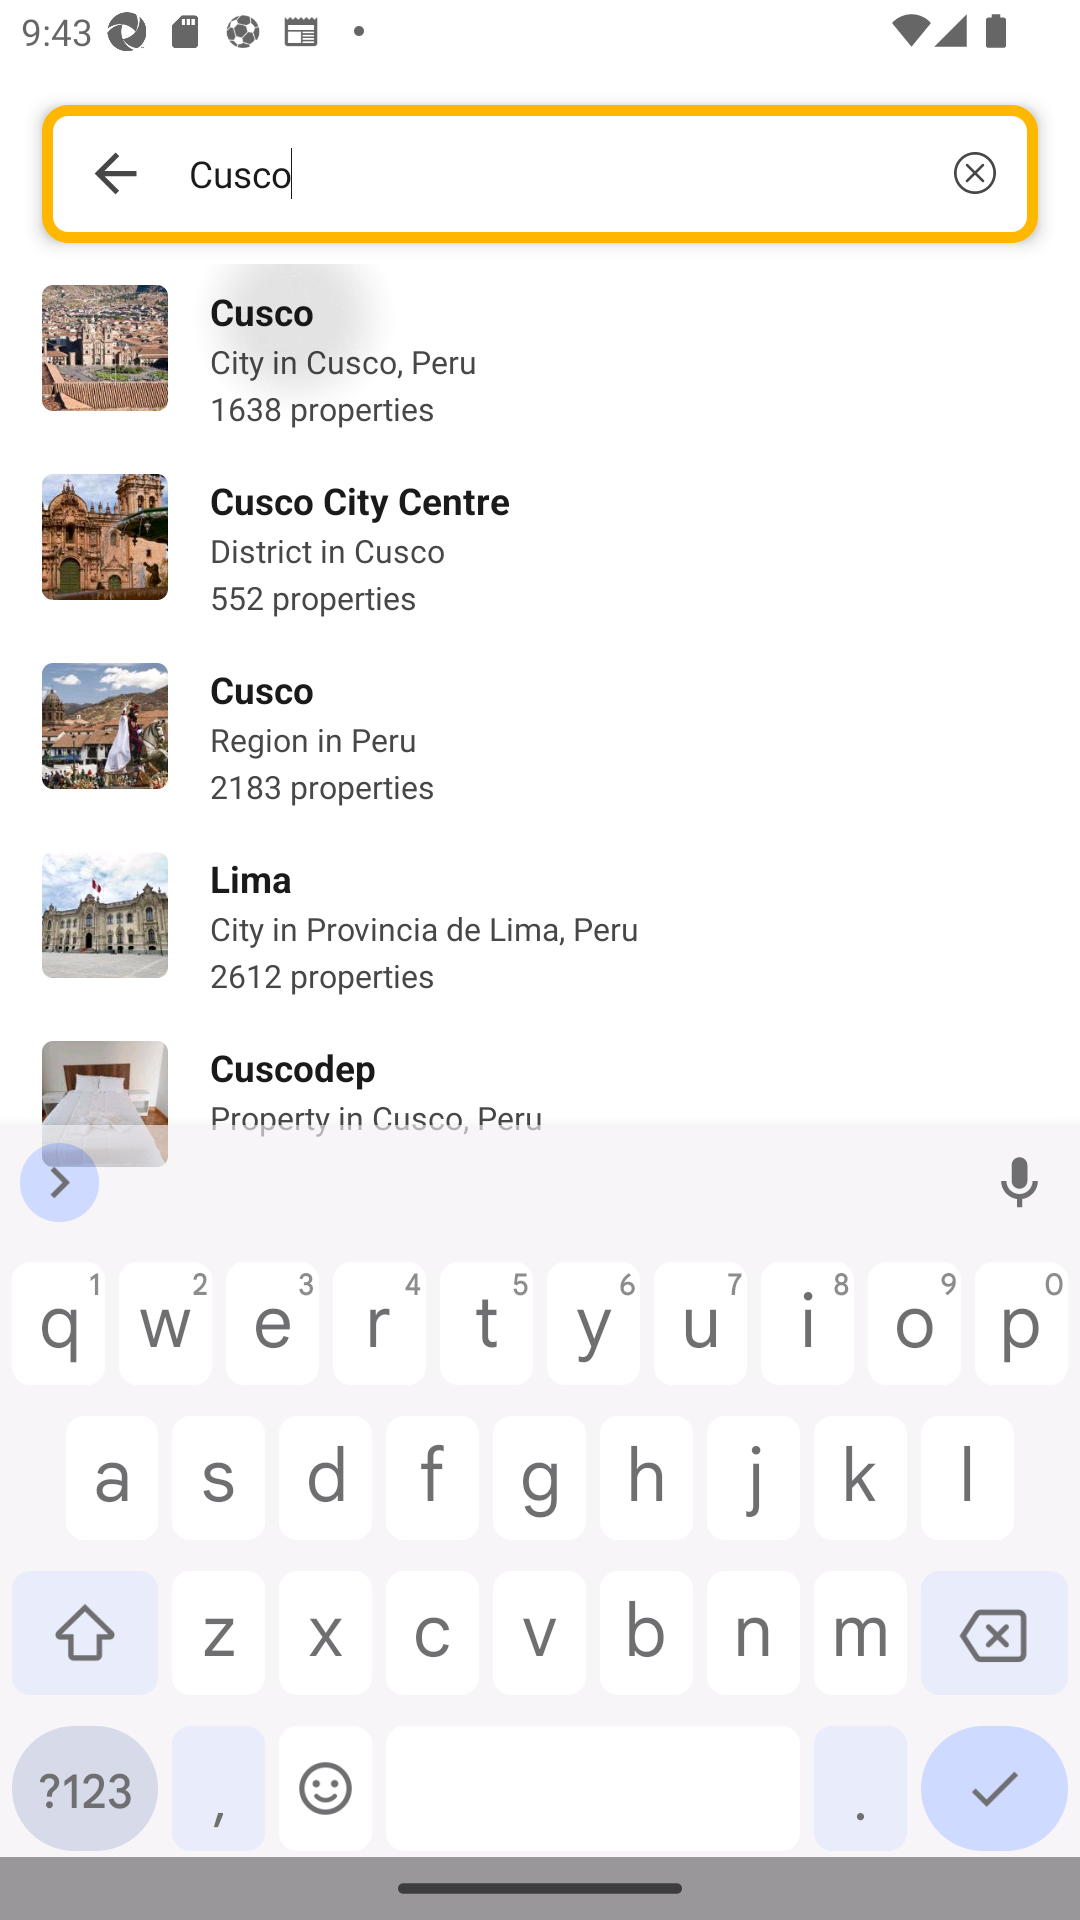 9:43
Cusco
Cusco
City in Cusco, Peru
1638 properties
Cusco City Centre
District in Cusco
552 properties
Cusco
Region in Peru
2183 properties
Lima
City in Provincia de Lima, Peru
2612 properties
Cuscodep
Property in Cusco, Peru
1 2 3 4 5 6 7 8 9 0
q w e r t y u i o p
a s d f g h j k l
z x c v b n m
?123 , .